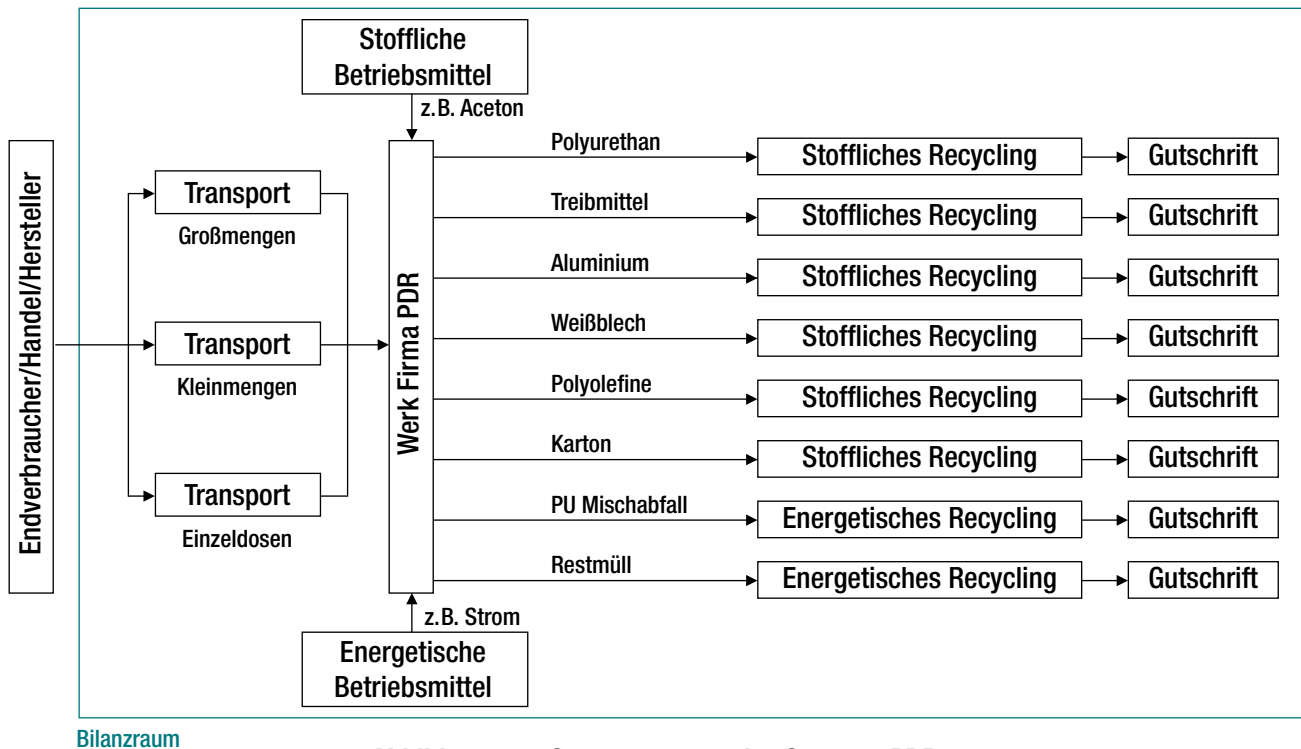 Stoffliche
Betriebsmittel
z.B. Aceton
Endverbraucher/Handel/Hersteller
Transport
Großmengen
Transport
Kleinmengen
Transport
Einzeldosen
Werk Firma PDR
Polyurethan
Stoffliches Recycling
Gutschrift
Treibmittel
Stoffliches Recycling
Gutschrift
Aluminium
Stoffliches Recycling
Gutschrift
Weißblech
Stoffliches Recycling
Gutschrift
Polyolefine
Stoffliches Recycling
Gutschrift
Karton
Stoffliches Recycling
Gutschrift
PU Mischabfall
Energetisches Recycling
Gutschrift
Restmüll
Energetisches Recycling
Gutschrift
z.B. Strom
Energetische
Betriebsmittel
Bilanzraum